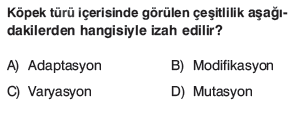 Köpek türü içerisinde görülen çeşitlilik aşağı-
dakilerden hangisiyle izah edilir?
A) Adaptasyon B) Modifikasyon
C) Varyasyon D) Mutasyon